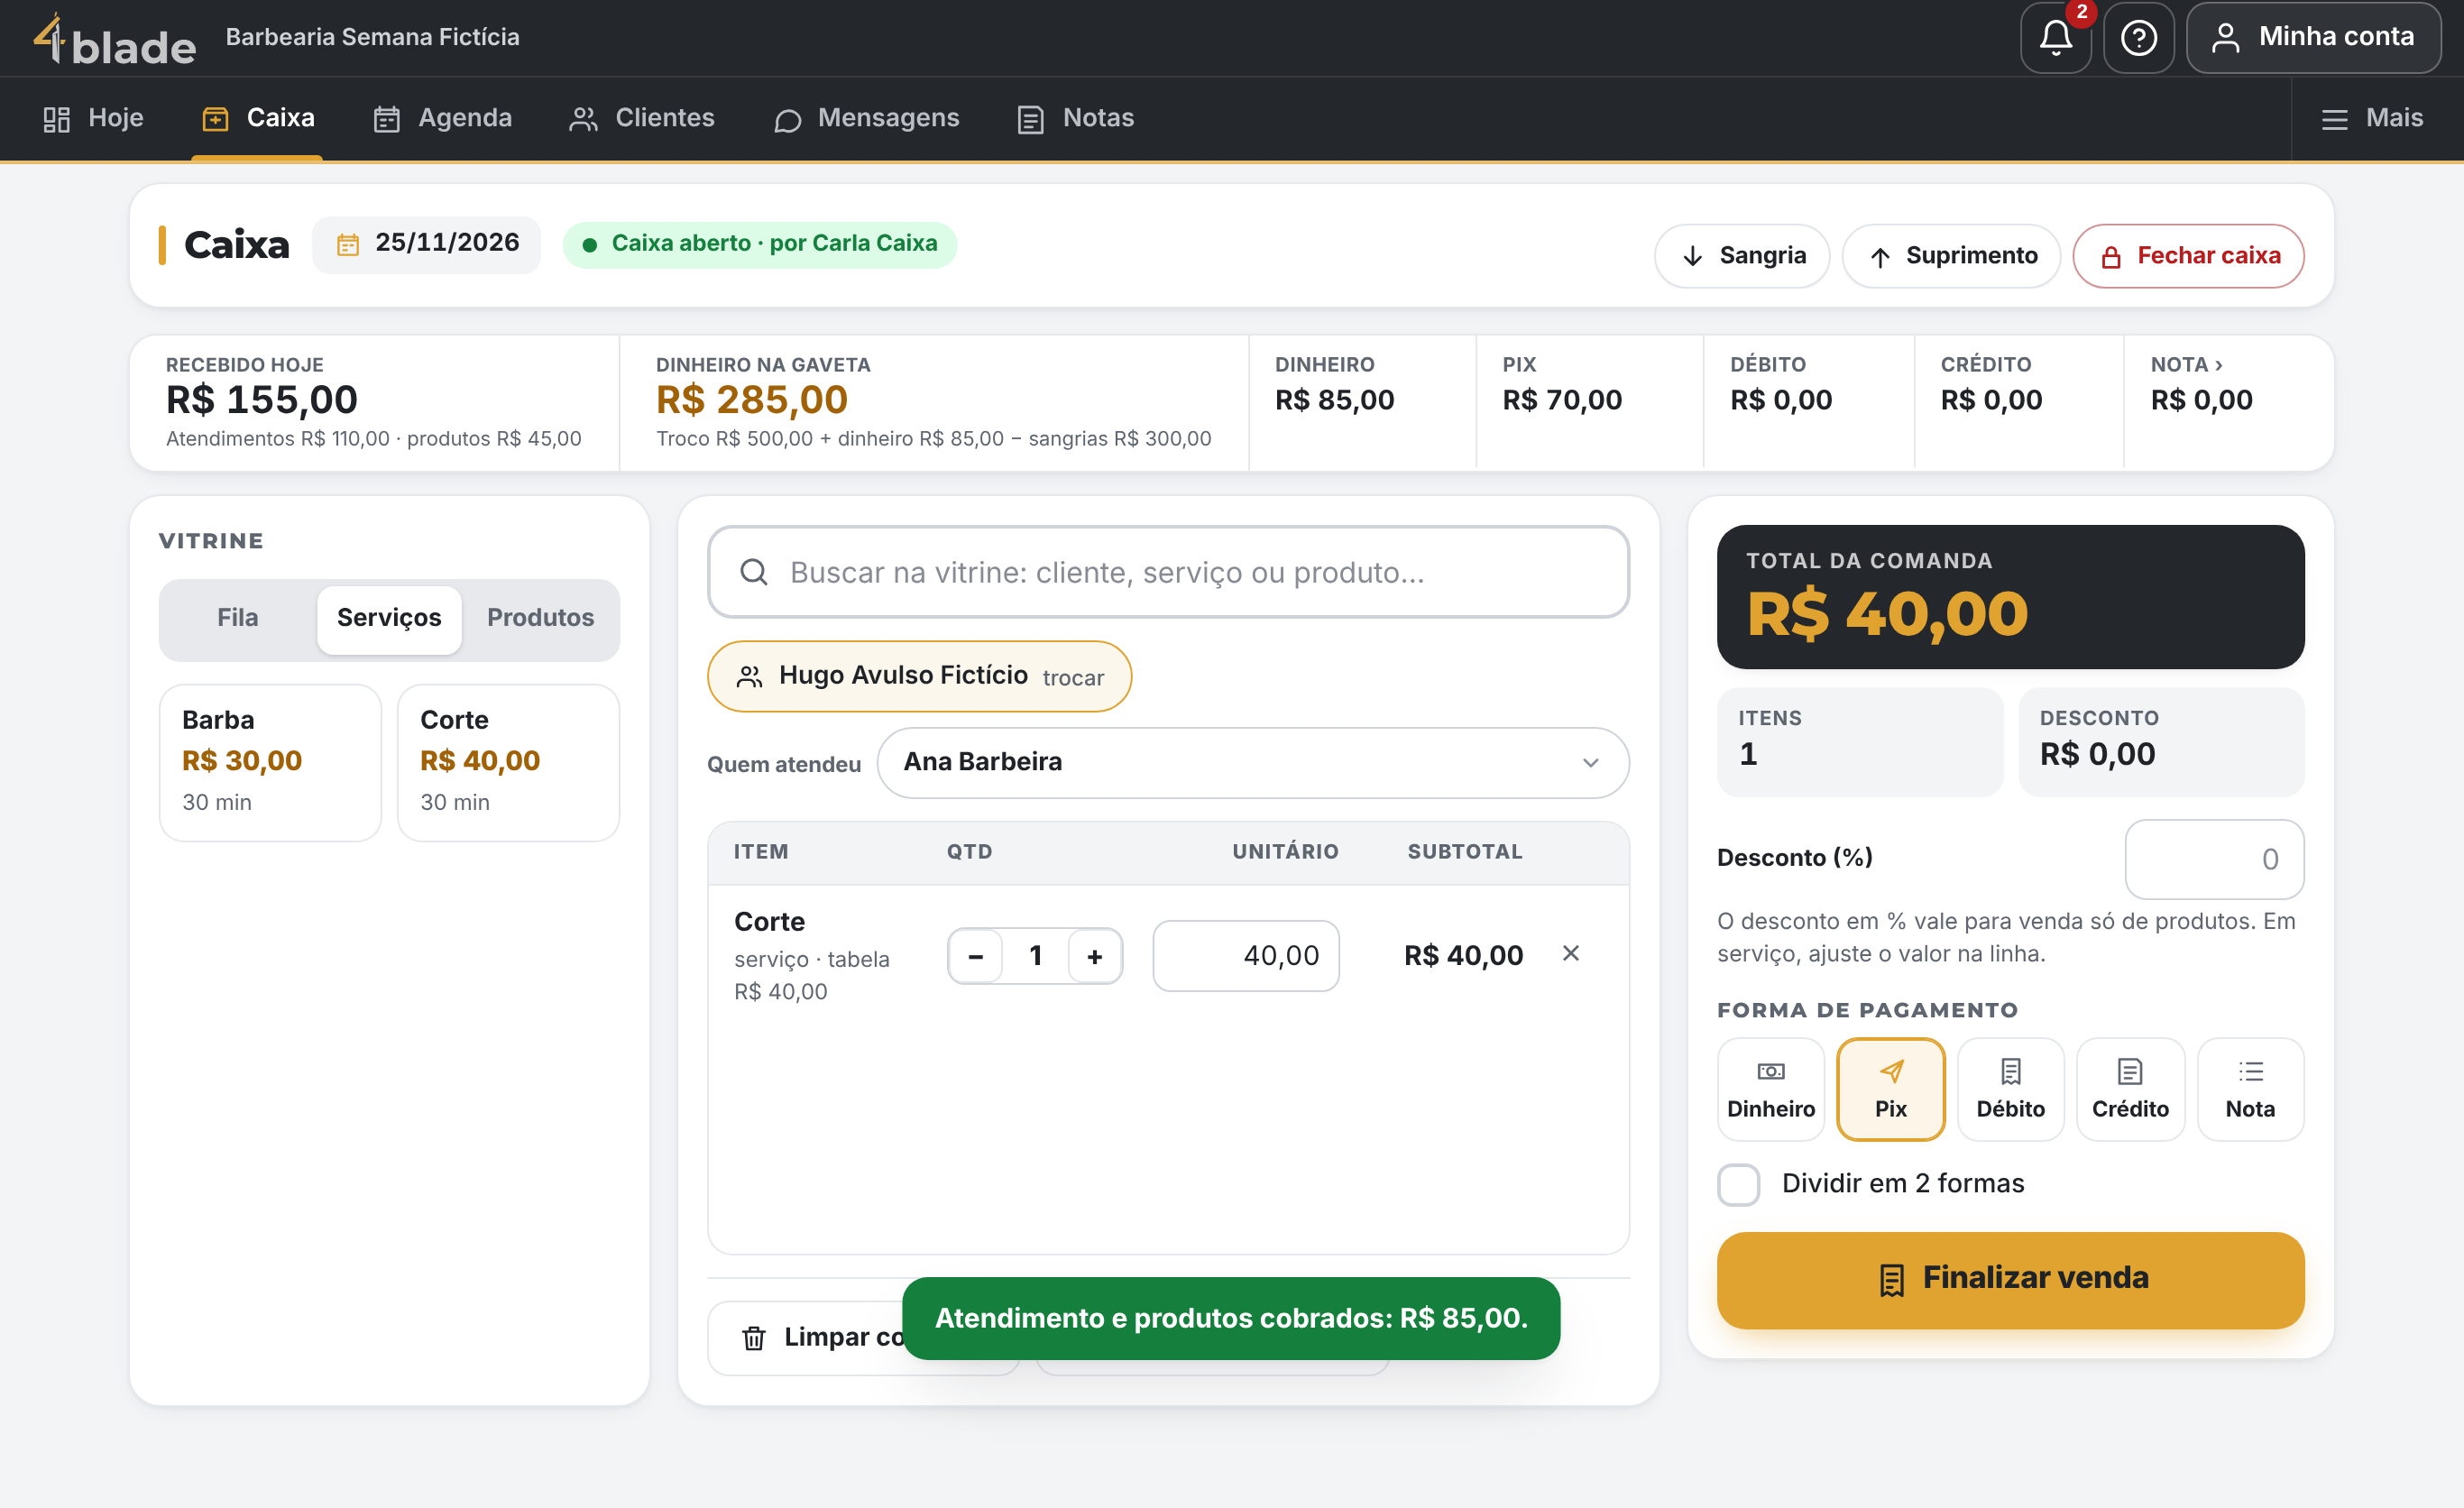 4blade
Barbearia Semana Fictícia
2
Minha conta
Hoje
Caixa
Agenda
Clientes
Mensagens
Notas
Mais
Caixa
25/11/2026
Caixa aberto · por Carla Caixa
Sangria
Suprimento
Fechar caixa
RECEBIDO HOJE
R$ 155,00
Atendimentos R$ 110,00 · produtos R$ 45,00
DINHEIRO NA GAVETA
R$ 285,00
Troco R$ 500,00 + dinheiro R$ 85,00 − sangrias R$ 300,00
DINHEIRO
R$ 85,00
PIX
R$ 70,00
DÉBITO
R$ 0,00
CRÉDITO
R$ 0,00
NOTA ›
R$ 0,00
VITRINE
Fila
Serviços
Produtos
Barba
R$ 30,00
30 min
Corte
R$ 40,00
30 min
Buscar na vitrine: cliente, serviço ou produto...
Hugo Avulso Fictício trocar
Quem atendeu
Ana Barbeira
ITEM QTD UNITÁRIO SUBTOTAL
Corte
serviço · tabela
R$ 40,00
− 1 +
40,00
R$ 40,00
×
Limpar co
Atendimento e produtos cobrados: R$ 85,00.
TOTAL DA COMANDA
R$ 40,00
ITENS
1
DESCONTO
R$ 0,00
Desconto (%)
0
O desconto em % vale para venda só de produtos. Em
serviço, ajuste o valor na linha.
FORMA DE PAGAMENTO
Dinheiro
Pix
Débito
Crédito
Nota
Dividir em 2 formas
Finalizar venda